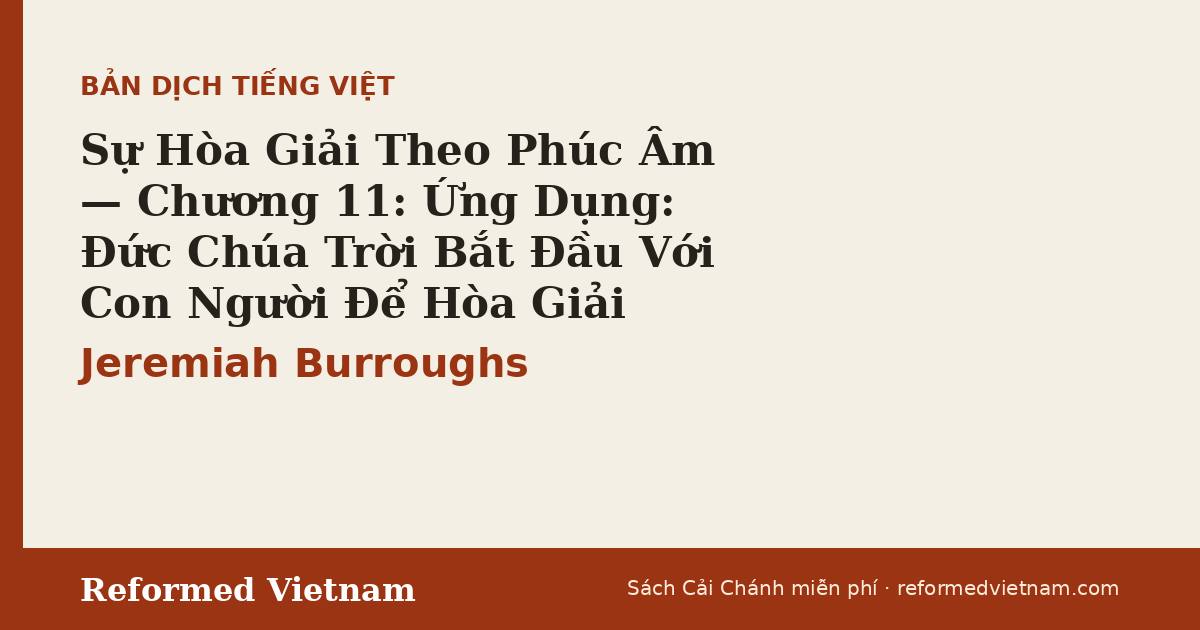 BẢN DỊCH TIẾNG VIỆT
Sự Hòa Giải Theo Phúc Âm
— Chương 11: Ứng Dụng:
Đức Chúa Trời Bắt Đầu Với
Con Người Để Hòa Giải
Jeremiah Burroughs
Reformed Vietnam
Sách Cải Chánh miễn phí · reformedvietnam.com